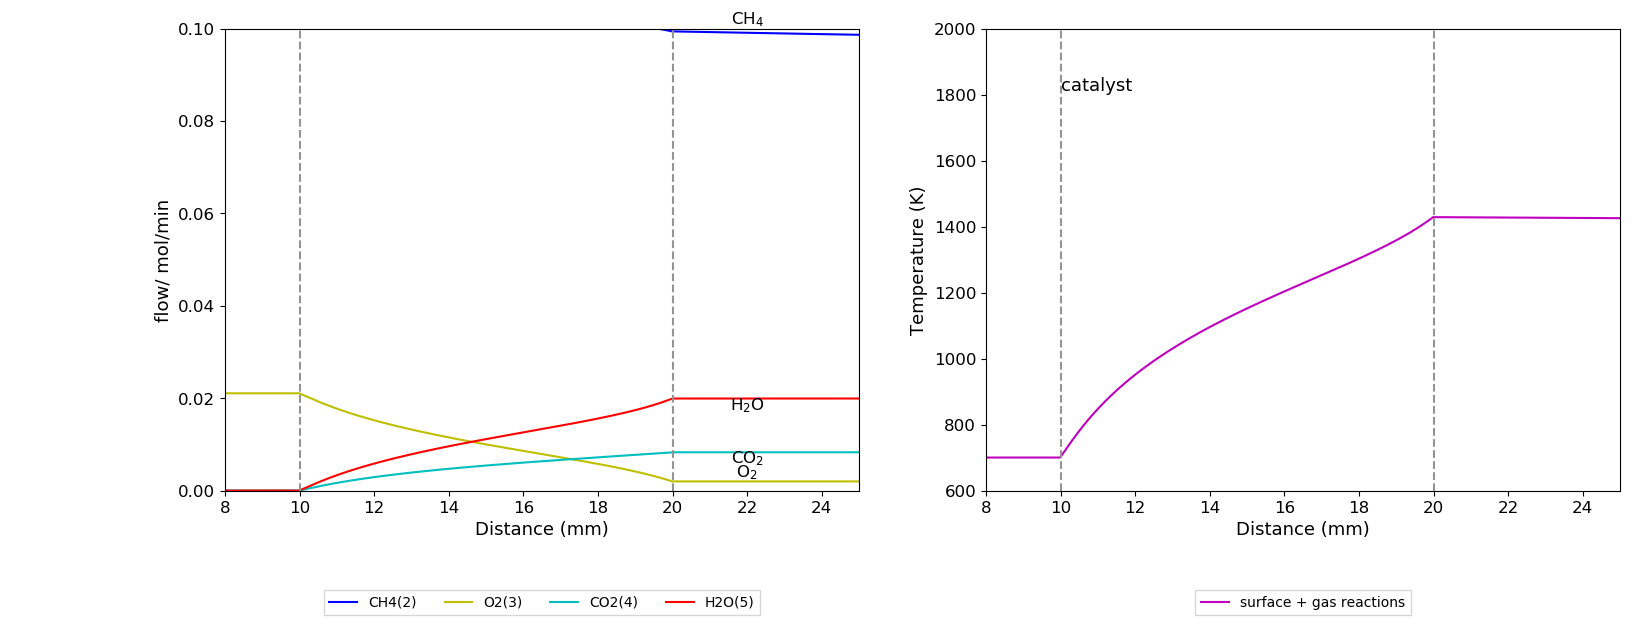 CH₄
0.10
0.08
0.06
0.04
0.02
0.00
flow/ mol/min
H₂O
CO₂
O₂
8 10 12 14 16 18 20 22 24
Distance (mm)
CH4(2) O2(3) CO2(4) H2O(5)
2000
1800
1600
1400
1200
1000
800
600
Temperature (K)
catalyst
8 10 12 14 16 18 20 22 24
Distance (mm)
surface + gas reactions